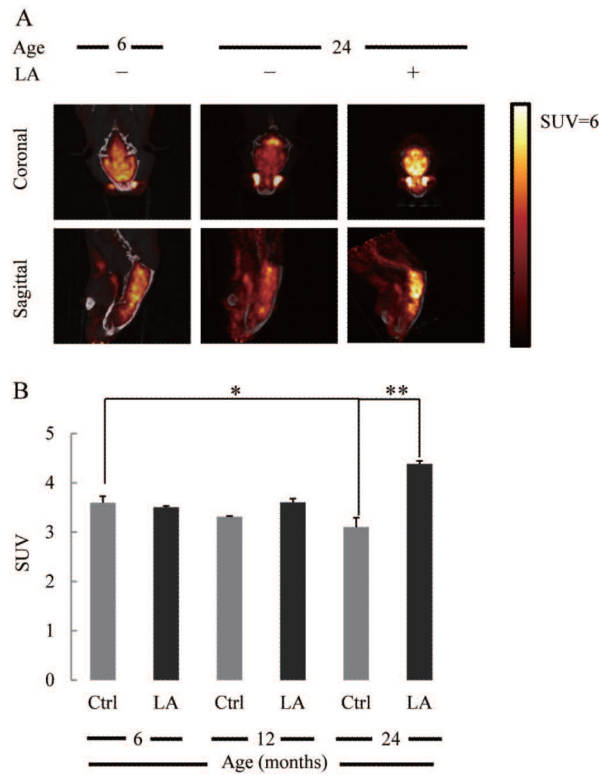 A
Age 6 24
LA − − +
Coronal
SUV=6
Sagittal
B
* **
5
4
3
2
1
0
SUV
Ctrl LA Ctrl LA Ctrl LA
6 12 24
Age (months)